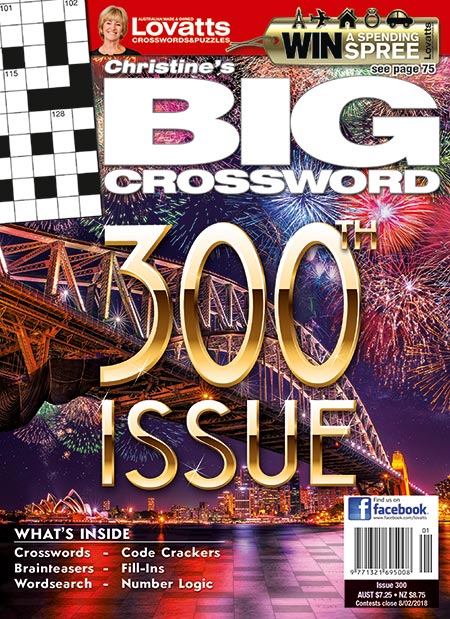 101
102
115
128
AUSTRALIAN MADE & OWNED
Lovatts
CROSSWORDS&PUZZLES
WIN A SPENDING SPREE
Lovatts
see page 75
Christine's
BIG
CROSSWORD
300TH
ISSUE
WHAT'S INSIDE
Crosswords - Code Crackers
Brainteasers - Fill-Ins
Wordsearch - Number Logic
Find us on
facebook
www.facebook.com/lovatts
01
9 771321 695008
Issue 300
AUST $7.25 • NZ $8.75
Contests close 8/02/2018